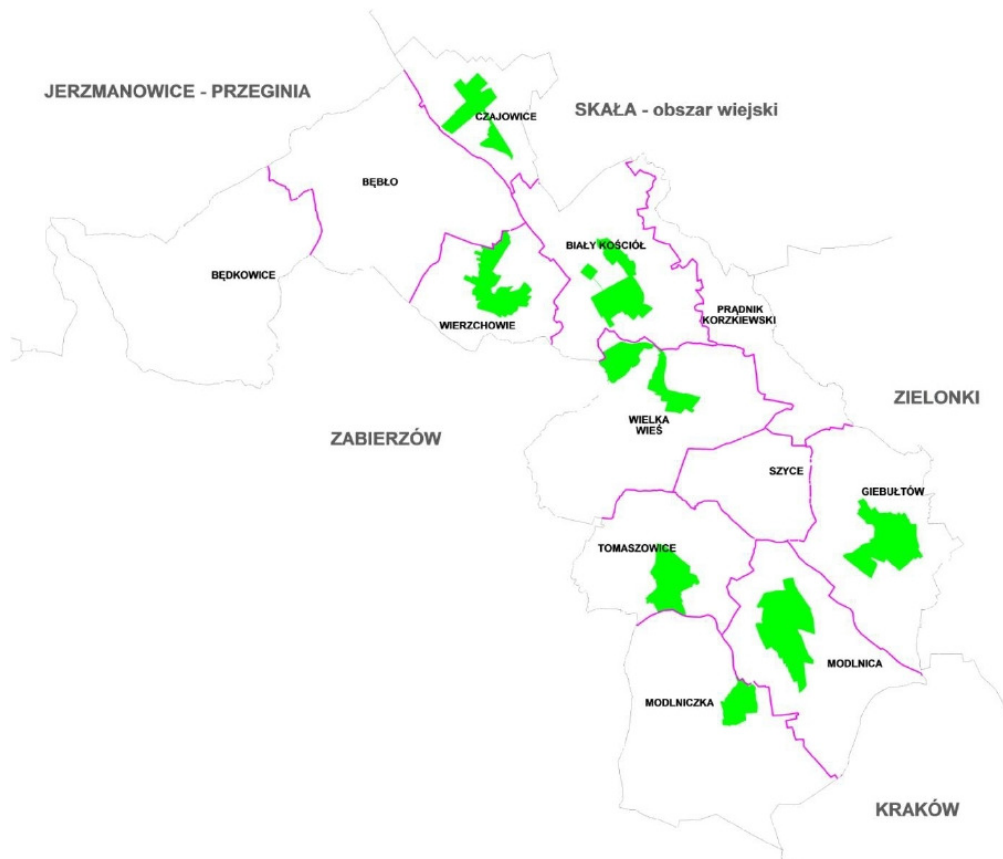 JERZMANOWICE - PRZEGINIA
SKAŁA - obszar wiejski
CZAJOWICE
BĘBŁO
BIAŁY KOŚCIÓŁ
BĘDKOWICE
PRĄDNIK
KORZKIEWSKI
WIERZCHOWIE
ZIELONKI
WIELKA
WIEŚ
ZABIERZÓW
SZYCE
GIEBUŁTÓW
TOMASZOWICE
MODLNICA
MODLNICZKA
KRAKÓW